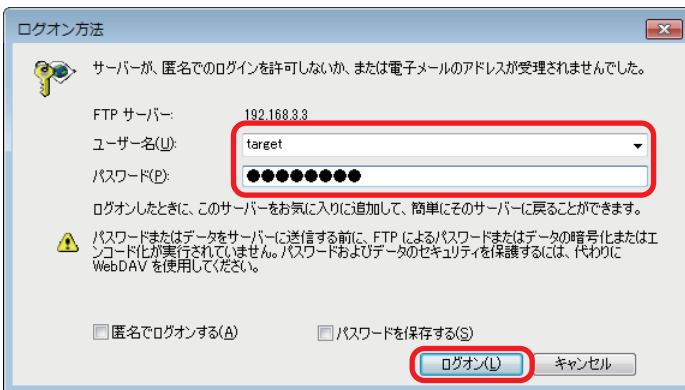 ログオン方法
サーバーが、匿名でのログインを許可しないか、または電子メールのアドレスが受理されませんでした。
FTP サーバー: 192.168.3.3
ユーザー名(U): target
パスワード(P): ●●●●●●●●
ログオンしたときに、このサーバーをお気に入りに追加して、簡単にそのサーバーに戻ることができます。
パスワードまたはデータをサーバーに送信する前に、FTP によるパスワードまたはデータの暗号化またはエ
ンコード化が実行されていません。パスワードおよびデータのセキュリティを保護するには、代わりに
WebDAV を使用してください。
匿名でログオンする(A) パスワードを保存する(S)
ログオン(L) キャンセル